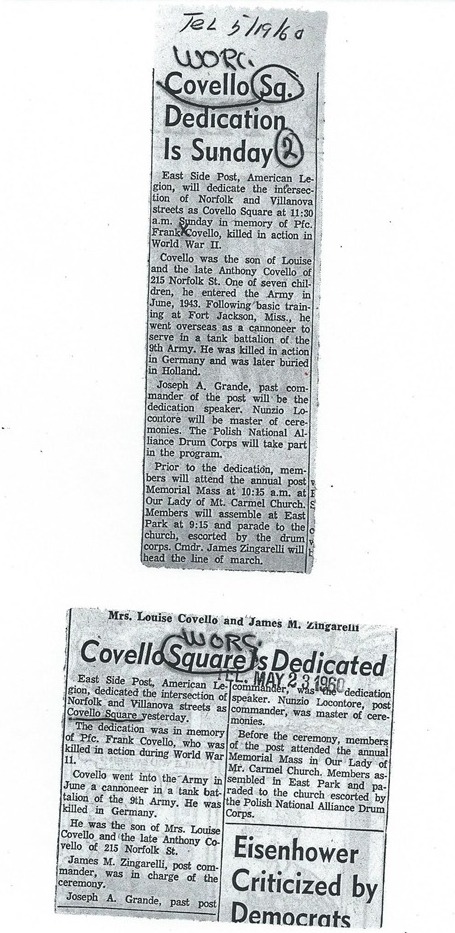 TEL 5/19/60
WORC.
Covello Sq.
Dedication
Is Sunday 2
East Side Post, American Le-
gion, will dedicate the intersec-
tion of Norfolk and Villanova
streets as Covello Square at 11:30
a.m. Sunday in memory of Pfc.
Frank Covello, killed in action in
World War II.
Covello was the son of Louise
and the late Anthony Covello of
215 Norfolk St. One of seven chil-
dren, he entered the Army in
June, 1943. Following basic train-
ing at Fort Jackson, Miss., he
went overseas as a cannoneer to
serve in a tank battalion of the
9th Army. He was killed in action
in Germany and was later buried
in Holland.
Joseph A. Grande, past com-
mander of the post will be the
dedication speaker. Nunzio Lo-
contore will be master of cere-
monies. The Polish National Al-
liance Drum Corps will take part
in the program.
Prior to the dedication, mem-
bers will attend the annual post
Memorial Mass at 10:15 a.m. at
Our Lady of Mt. Carmel Church.
Members will assemble at East
Park at 9:15 and parade to the
church, escorted by the drum
corps. Cmdr. James Zingarelli will
head the line of march.
Mrs. Louise Covello and James M. Zingarelli
WORC.
Covello Square Is Dedicated
TEL. MAY 23 1960
East Side Post, American Le-
gion, dedicated the intersection of
Norfolk and Villanova streets as
Covello Square yesterday.
The dedication was in memory
of Pfc. Frank Covello, who was
killed in action during World War
11.
Covello went into the Army in
June a cannoneer in a tank bat-
talion of the 9th Army. He was
killed in Germany.
He was the son of Mrs. Louise
Covello and the late Anthony Co-
vello of 215 Norfolk St.
James M. Zingarelli, post com-
mander, was in charge of the
ceremony.
Joseph A. Grande, past post
commander, was the dedication
speaker. Nunzio Locontore, post
commander, was master of cere-
monies.
Before the ceremony, members
of the post attended the annual
Memorial Mass in Our Lady of
Mr. Carmel Church. Members as-
sembled in East Park and pa-
raded to the church escorted by
the Polish National Alliance Drum
Corps.
Eisenhower
Criticized by
Democrats